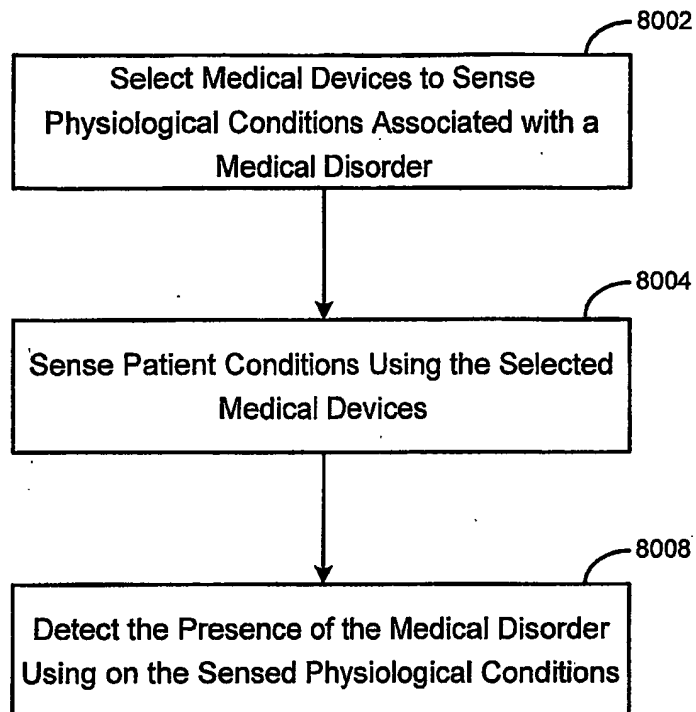 8002
Select Medical Devices to Sense
Physiological Conditions Associated with a
Medical Disorder
8004
Sense Patient Conditions Using the Selected
Medical Devices
8008
Detect the Presence of the Medical Disorder
Using on the Sensed Physiological Conditions